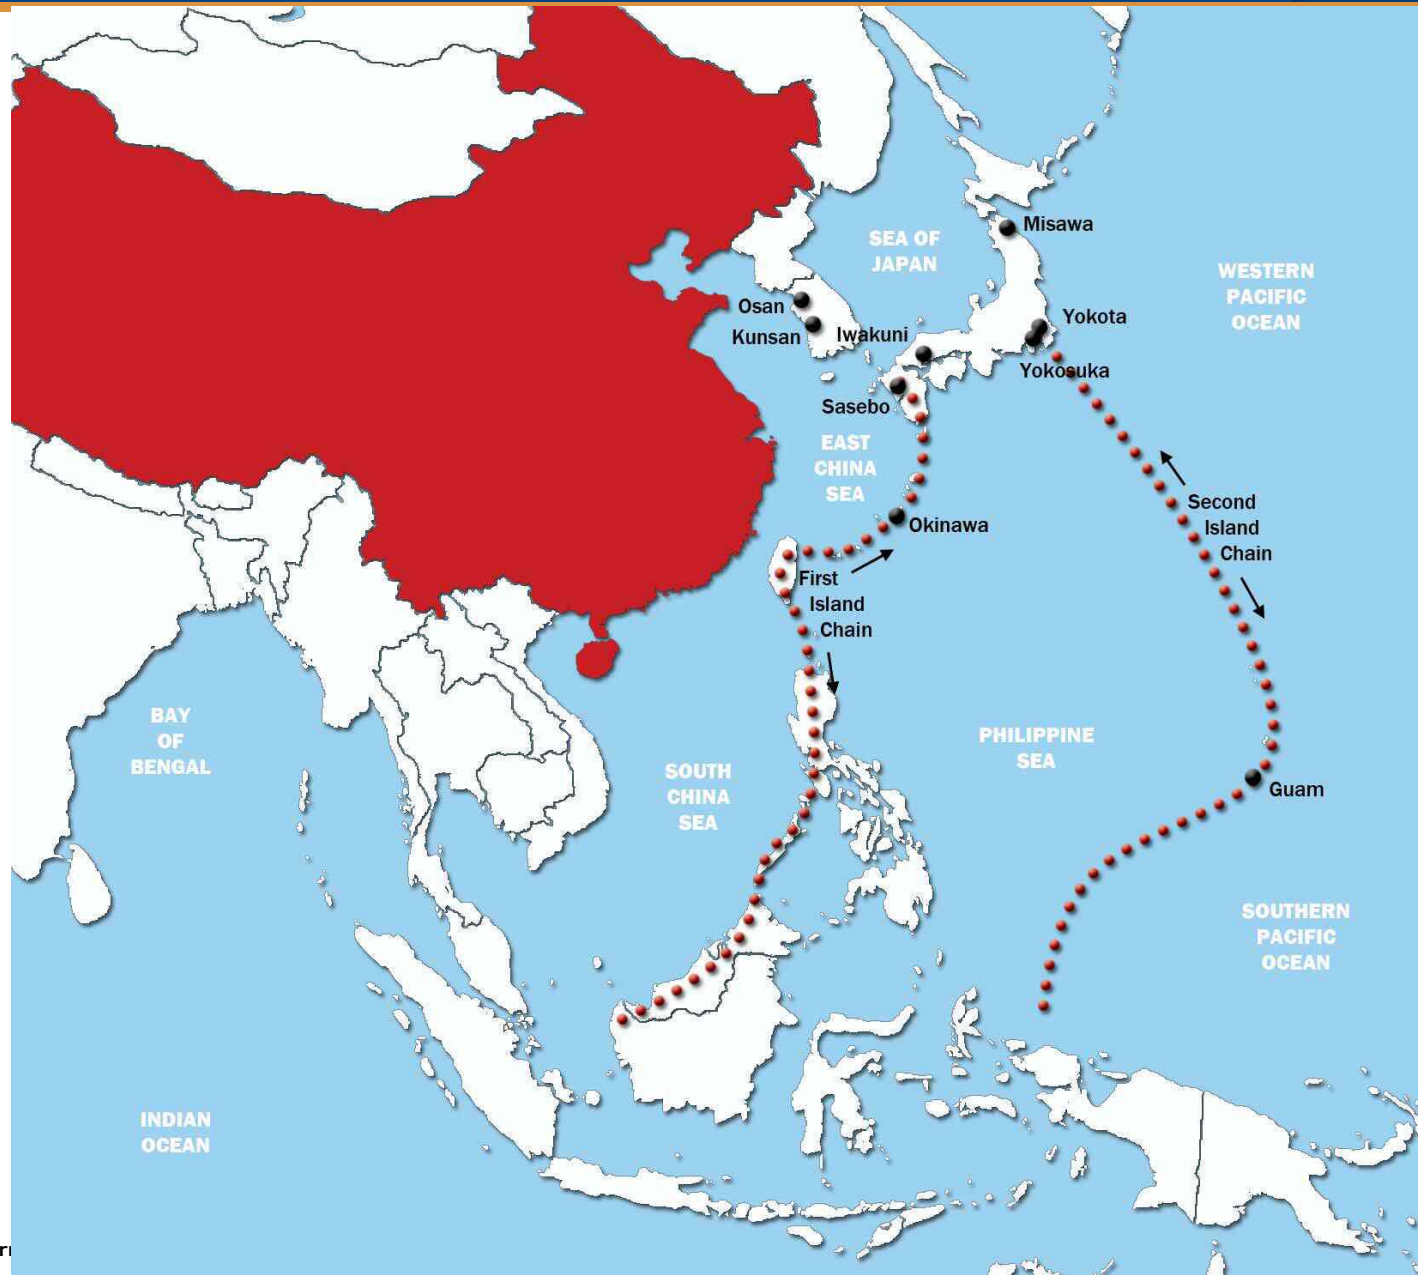 Misawa
SEA OF
JAPAN
WESTERN
PACIFIC
OCEAN
Osan
Kunsan
Iwakuni
Yokota
Yokosuka
Sasebo
EAST
CHINA
SEA
Okinawa
Second
Island
Chain
First
Island
Chain
BAY
OF
BENGAL
SOUTH
CHINA
SEA
PHILIPPINE
SEA
Guam
SOUTHERN
PACIFIC
OCEAN
INDIAN
OCEAN